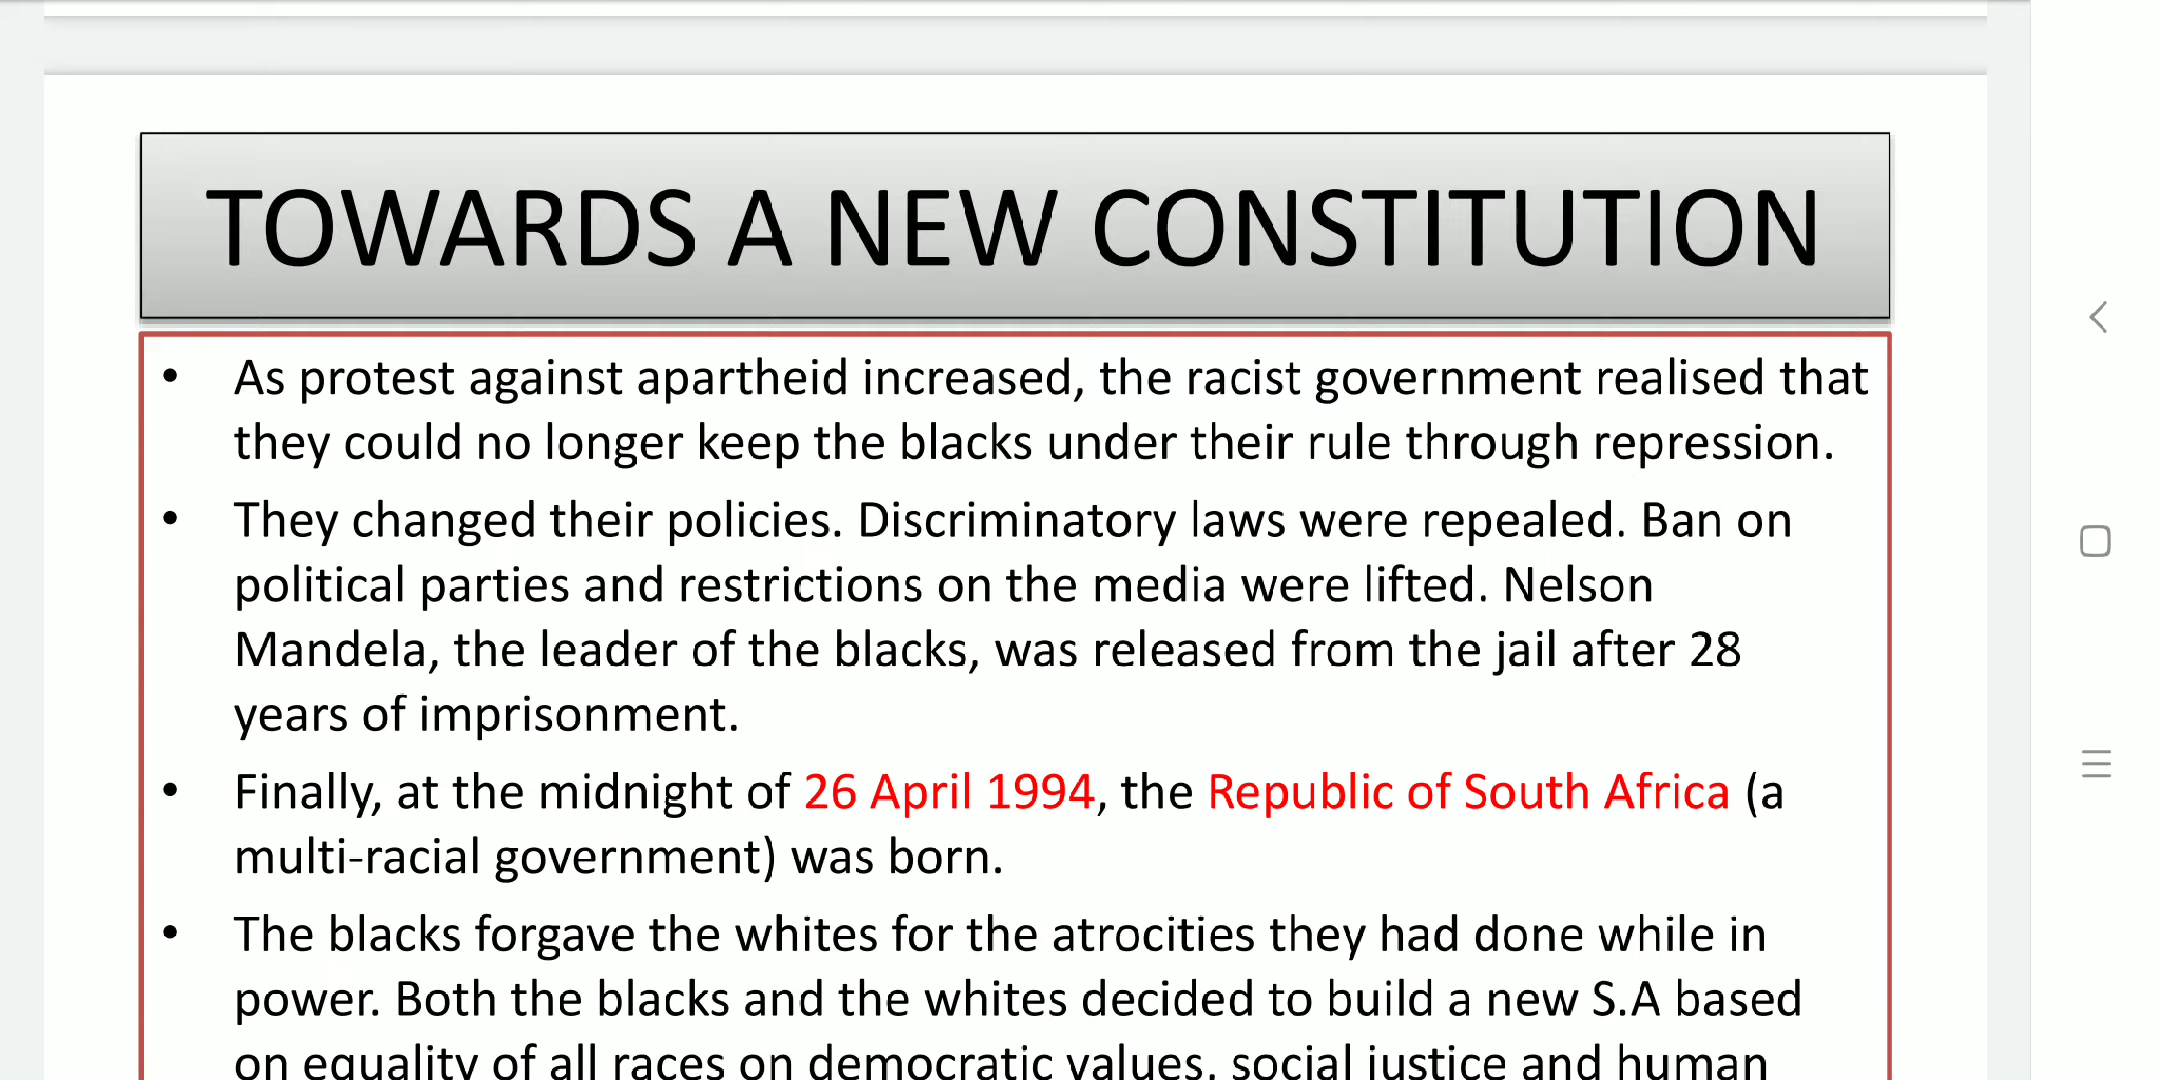 TOWARDS A NEW CONSTITUTION
• As protest against apartheid increased, the racist government realised that
they could no longer keep the blacks under their rule through repression.
• They changed their policies. Discriminatory laws were repealed. Ban on
political parties and restrictions on the media were lifted. Nelson
Mandela, the leader of the blacks, was released from the jail after 28
years of imprisonment.
• Finally, at the midnight of 26 April 1994, the Republic of South Africa (a
multi-racial government) was born.
• The blacks forgave the whites for the atrocities they had done while in
power. Both the blacks and the whites decided to build a new S.A based
on equality of all races on democratic values, social justice and human